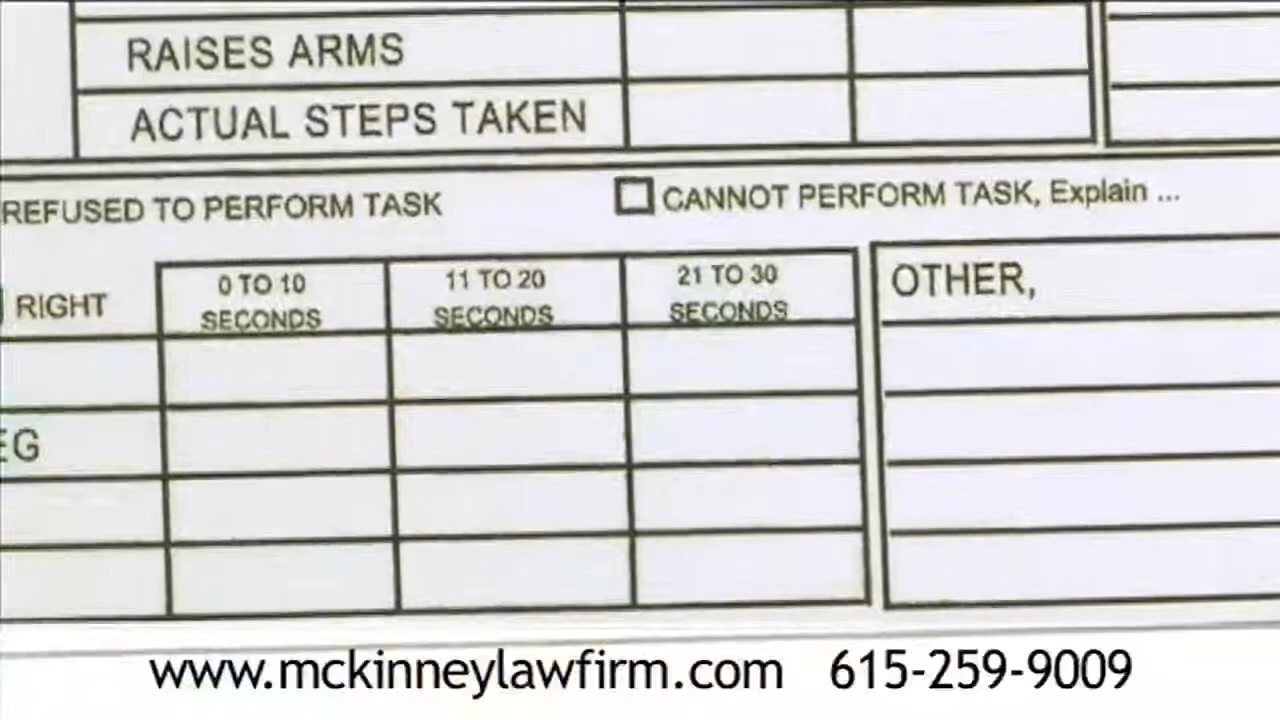 RAISES ARMS
ACTUAL STEPS TAKEN
REFUSED TO PERFORM TASK CANNOT PERFORM TASK, Explain ...
RIGHT 0 TO 10 SECONDS 11 TO 20 SECONDS 21 TO 30 SECONDS OTHER,
www.mckinneylawfirm.com 615-259-9009